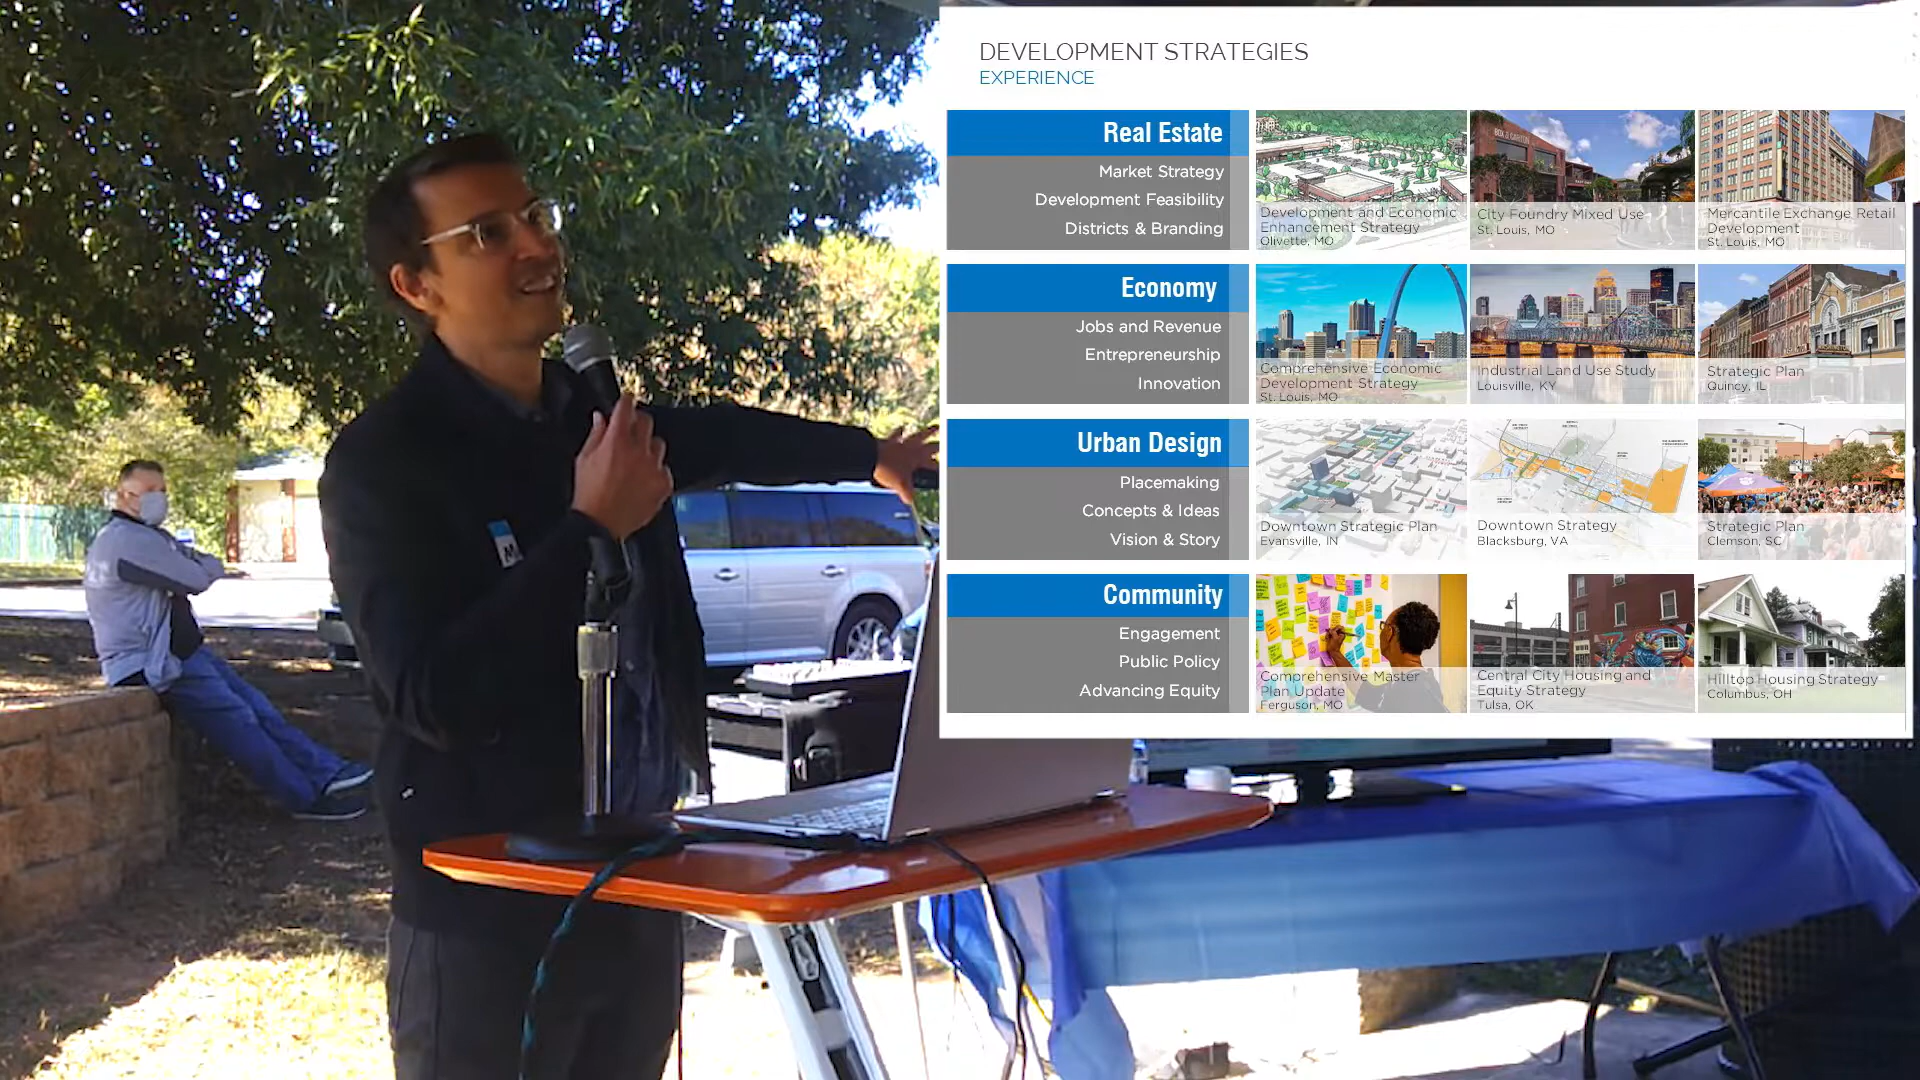 DEVELOPMENT STRATEGIES
EXPERIENCE
Real Estate
Market Strategy
Development Feasibility
Districts & Branding
Development and Economic
Enhancement Strategy
Olivette, MO
City Foundry Mixed Use
St. Louis, MO
Mercantile Exchange Retail
Development
St. Louis, MO
Economy
Jobs and Revenue
Entrepreneurship
Innovation
Comprehensive Economic
Development Strategy
St. Louis, MO
Industrial Land Use Study
Louisville, KY
Strategic Plan
Quincy, IL
Urban Design
Placemaking
Concepts & Ideas
Vision & Story
Downtown Strategic Plan
Evansville, IN
Downtown Strategy
Blacksburg, VA
Strategic Plan
Clemson, SC
Community
Engagement
Public Policy
Advancing Equity
Comprehensive Master
Plan Update
Ferguson, MO
Central City Housing and
Equity Strategy
Tulsa, OK
Hilltop Housing Strategy
Columbus, OH